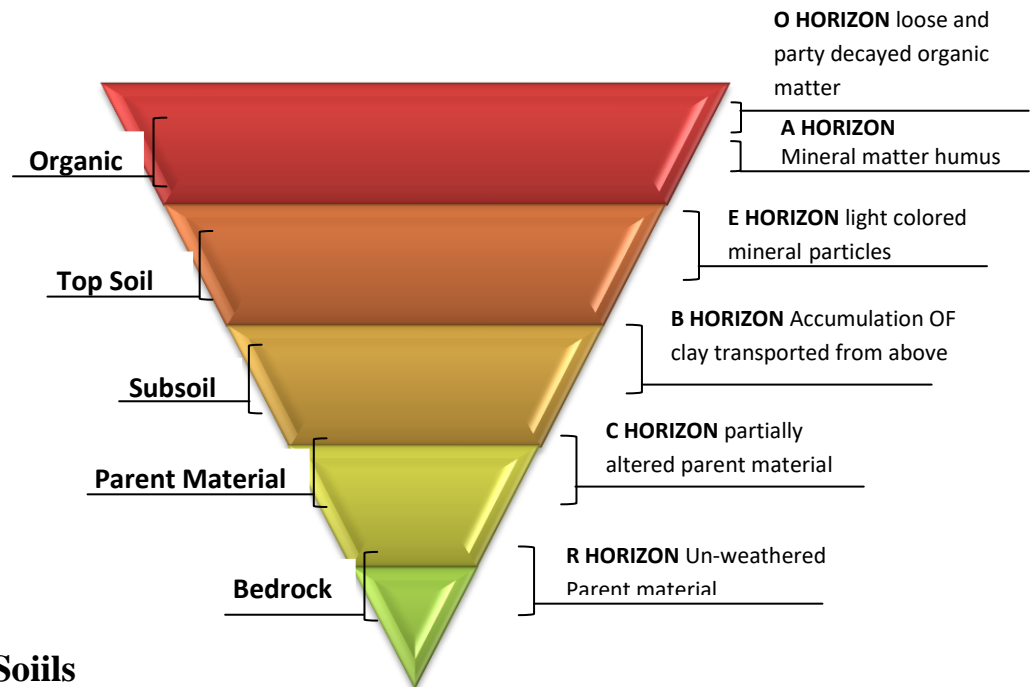 O HORIZON loose and
party decayed organic
matter
A HORIZON
Mineral matter humus
Organic
E HORIZON light colored
mineral particles
Top Soil
B HORIZON Accumulation OF
clay transported from above
Subsoil
C HORIZON partially
altered parent material
Parent Material
R HORIZON Un-weathered
Parent material
Bedrock
Soiils